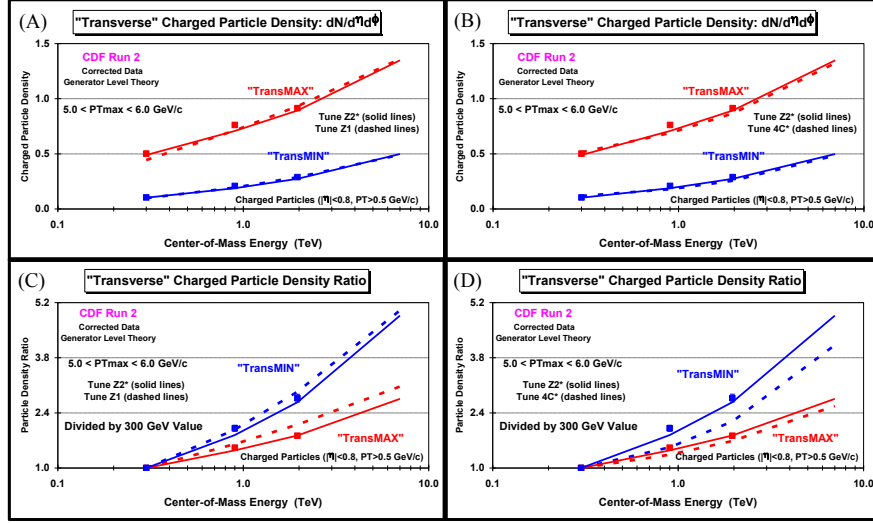 (A)
"Transverse" Charged Particle Density: dN/dηdφ
Charged Particle Density
1.5
1.0
0.5
0.0
CDF Run 2
Corrected Data
Generator Level Theory
5.0 < PTmax < 6.0 GeV/c
"TransMAX"
Tune Z2* (solid lines)
Tune Z1 (dashed lines)
"TransMIN"
Charged Particles (|η|<0.8, PT>0.5 GeV/c)
0.1
1.0
10.0
Center-of-Mass Energy (TeV)
(B)
"Transverse" Charged Particle Density: dN/dηdφ
Charged Particle Density
1.5
1.0
0.5
0.0
CDF Run 2
Corrected Data
Generator Level Theory
5.0 < PTmax < 6.0 GeV/c
"TransMAX"
Tune Z2* (solid lines)
Tune 4C* (dashed lines)
"TransMIN"
Charged Particles (|η|<0.8, PT>0.5 GeV/c)
0.1
1.0
10.0
Center-of-Mass Energy (TeV)
(C)
"Transverse" Charged Particle Density Ratio
Particle Density Ratio
5.2
3.8
2.4
1.0
CDF Run 2
Corrected Data
Generator Level Theory
5.0 < PTmax < 6.0 GeV/c
"TransMIN"
Tune Z2* (solid lines)
Tune Z1 (dashed lines)
Divided by 300 GeV Value
"TransMAX"
Charged Particles (|η|<0.8, PT>0.5 GeV/c)
0.1
1.0
10.0
Center-of-Mass Energy (TeV)
(D)
"Transverse" Charged Particle Density Ratio
Particle Density Ratio
5.2
3.8
2.4
1.0
CDF Run 2
Corrected Data
Generator Level Theory
5.0 < PTmax < 6.0 GeV/c
"TransMIN"
Tune Z2* (solid lines)
Tune 4C* (dashed lines)
Divided by 300 GeV Value
"TransMAX"
Charged Particles (|η|<0.8, PT>0.5 GeV/c)
0.1
1.0
10.0
Center-of-Mass Energy (TeV)